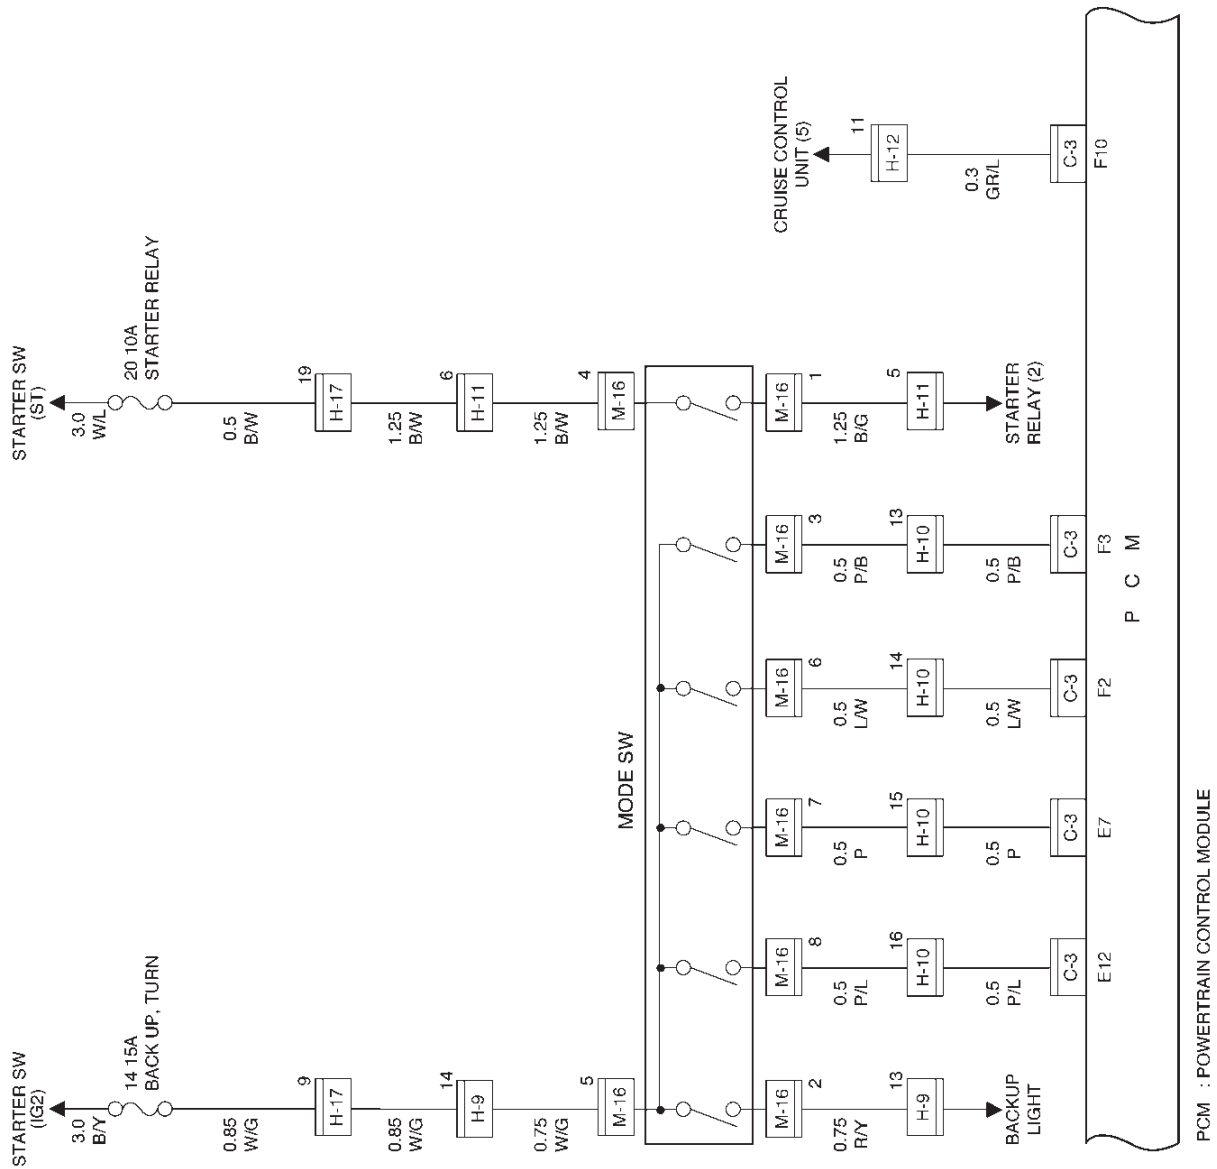 STARTER SW
(IG2)
STARTER SW
(ST)
3.0
B/Y
3.0
W/L
14 15A
BACK UP, TURN
20 10A
STARTER RELAY
0.85
W/G
0.5
B/W
9
H-17
19
H-17
0.85
W/G
1.25
B/W
14
H-9
6
H-11
0.75
W/G
1.25
B/W
5
M-16
4
M-16
MODE SW
M-16
2
M-16
8
M-16
7
M-16
6
M-16
3
M-16
1
CRUISE CONTROL
UNIT (5)
0.75
R/Y
0.5
P/L
0.5
P
0.5
L/W
0.5
P/B
1.25
B/G
11
H-12
13
H-9
16
H-10
15
H-10
14
H-10
13
H-10
5
H-11
BACKUP
LIGHT
0.5
P/L
0.5
P
0.5
L/W
0.5
P/B
STARTER
RELAY (2)
0.3
GR/L
C-3
C-3
C-3
C-3
C-3
E12
E7
F2
F3
F10
P C M
PCM : POWERTRAIN CONTROL MODULE